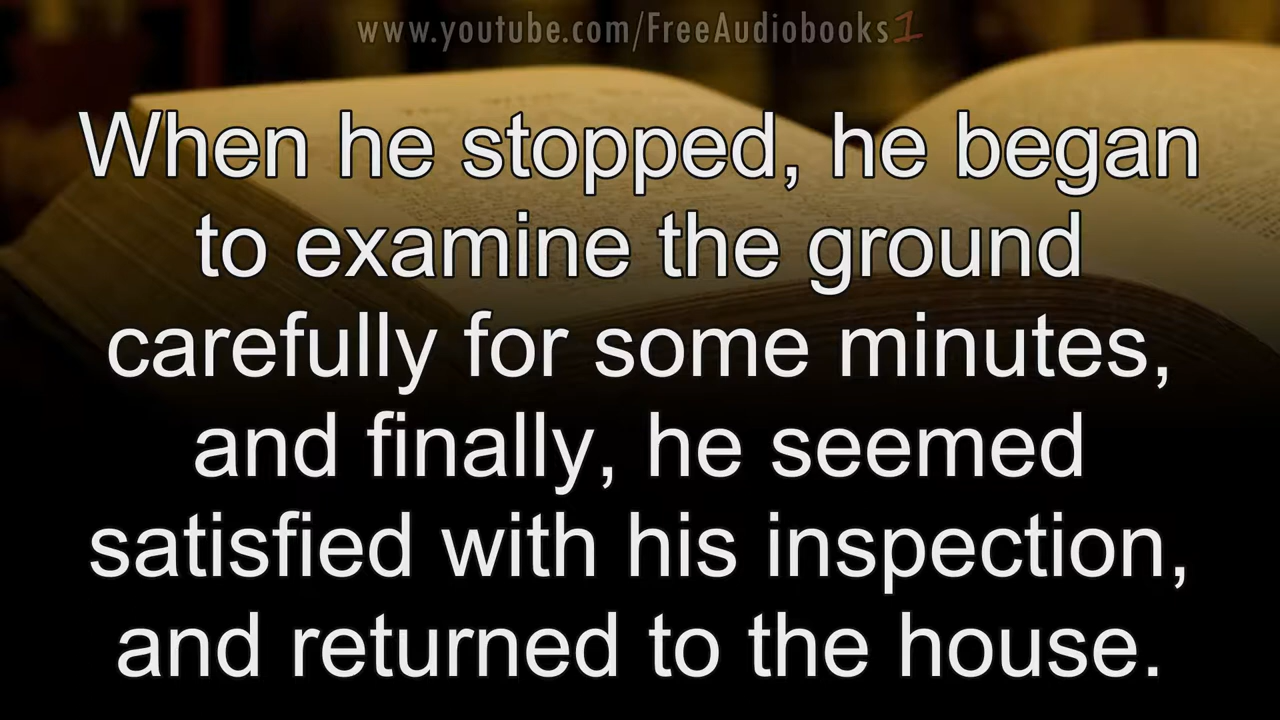 www.youtube.com/FreeAudiobooks1
When he stopped, he began
to examine the ground
carefully for some minutes,
and finally, he seemed
satisfied with his inspection,
and returned to the house.